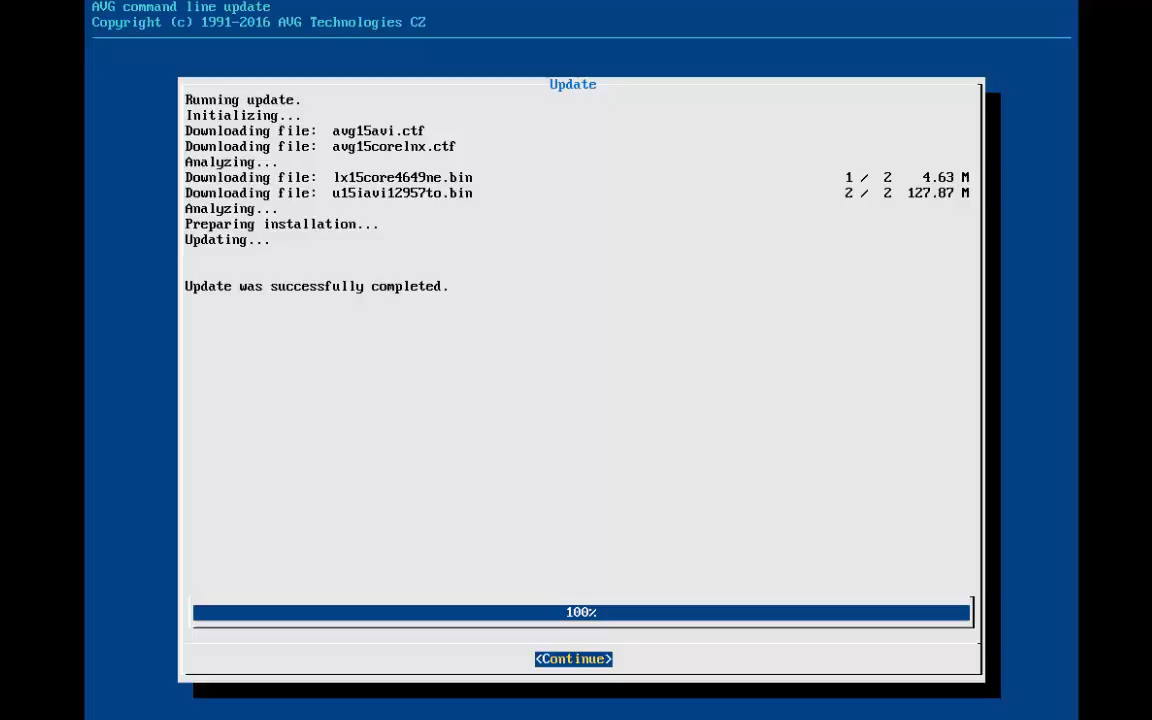 AVG command line update
Copyright (c) 1991-2016 AVG Technologies CZ
Update
Running update.
Initializing...
Downloading file:  avg15avi.ctf
Downloading file:  avg15corelnx.ctf
Analyzing...
Downloading file:  lx15core4649ne.bin 1 / 2 4.63 M
Downloading file:  u15iavi12957to.bin 2 / 2 127.87 M
Analyzing...
Preparing installation...
Updating...
Update was successfully completed.
100%
<Continue>